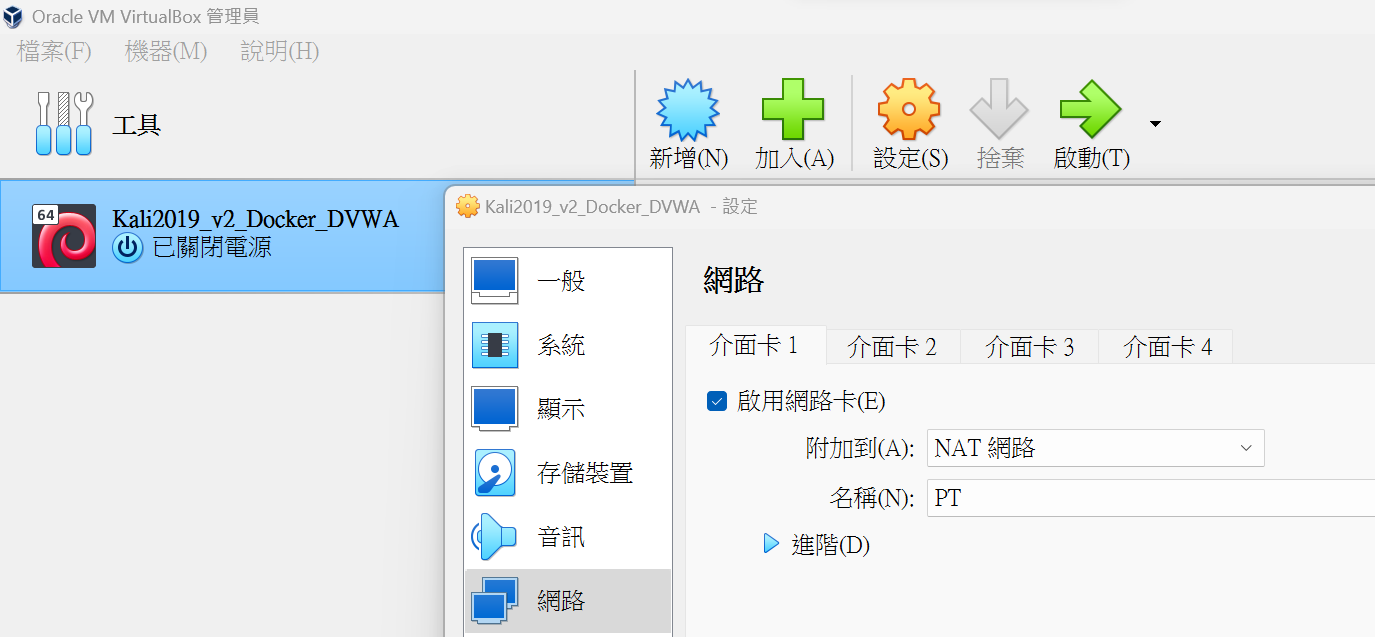 Oracle VM VirtualBox 管理員
檔案(F) 機器(M) 說明(H)
工具
新增(N) 加入(A) 設定(S) 捨棄 啟動(T)
64
Kali2019_v2_Docker_DVWA
已關閉電源
Kali2019_v2_Docker_DVWA - 設定
一般
系統
顯示
存儲裝置
音訊
網路
網路
介面卡 1 介面卡 2 介面卡 3 介面卡 4
啟用網路卡(E)
附加到(A): NAT 網路
名稱(N): PT
進階(D)